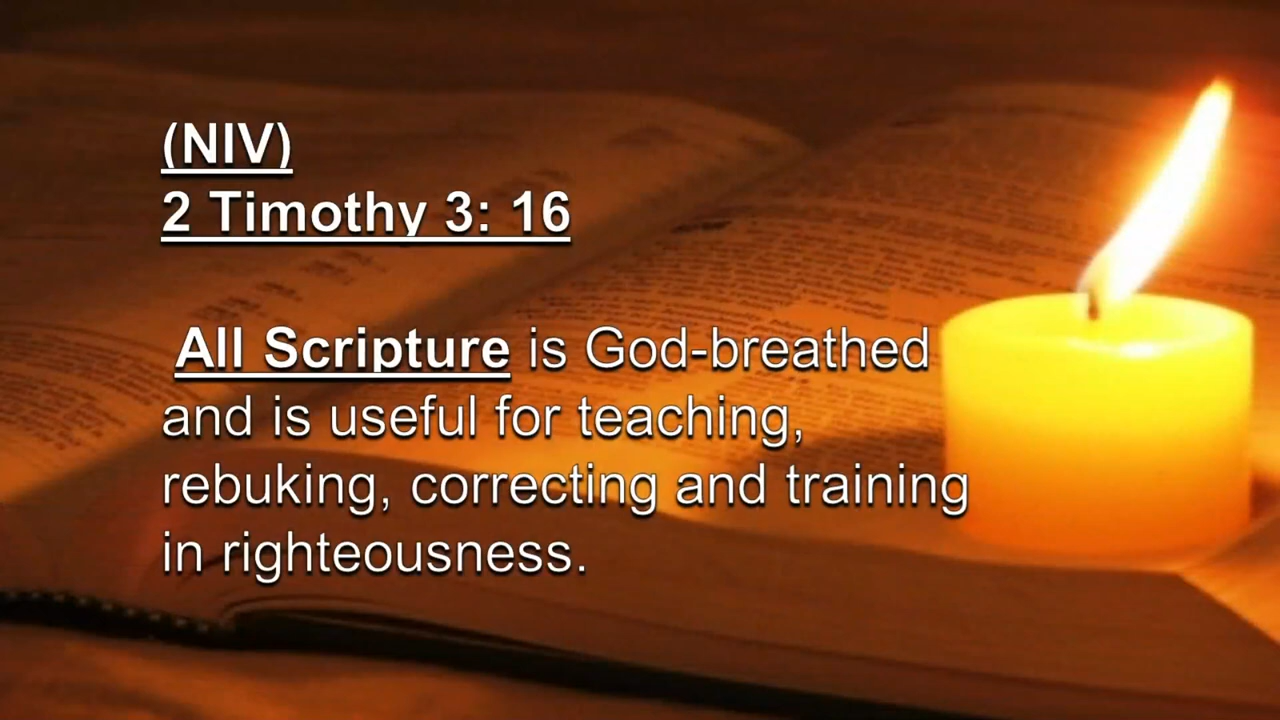 (NIV)
2 Timothy 3: 16
All Scripture is God-breathed
and is useful for teaching,
rebuking, correcting and training
in righteousness.